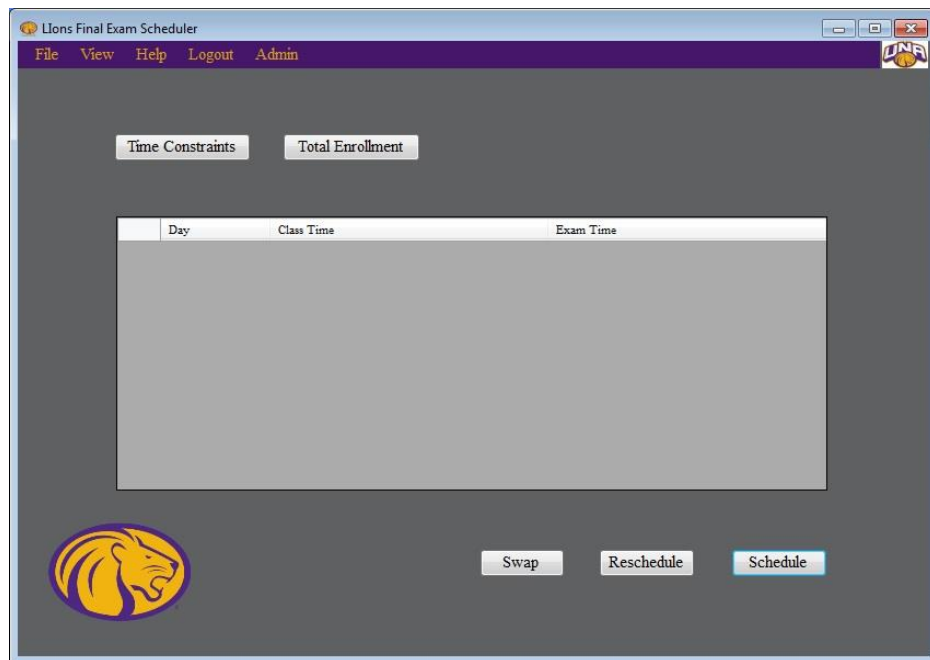 LIons Final Exam Scheduler
File View Help Logout Admin
UNA
Time Constraints Total Enrollment
Day Class Time Exam Time
Swap Reschedule Schedule